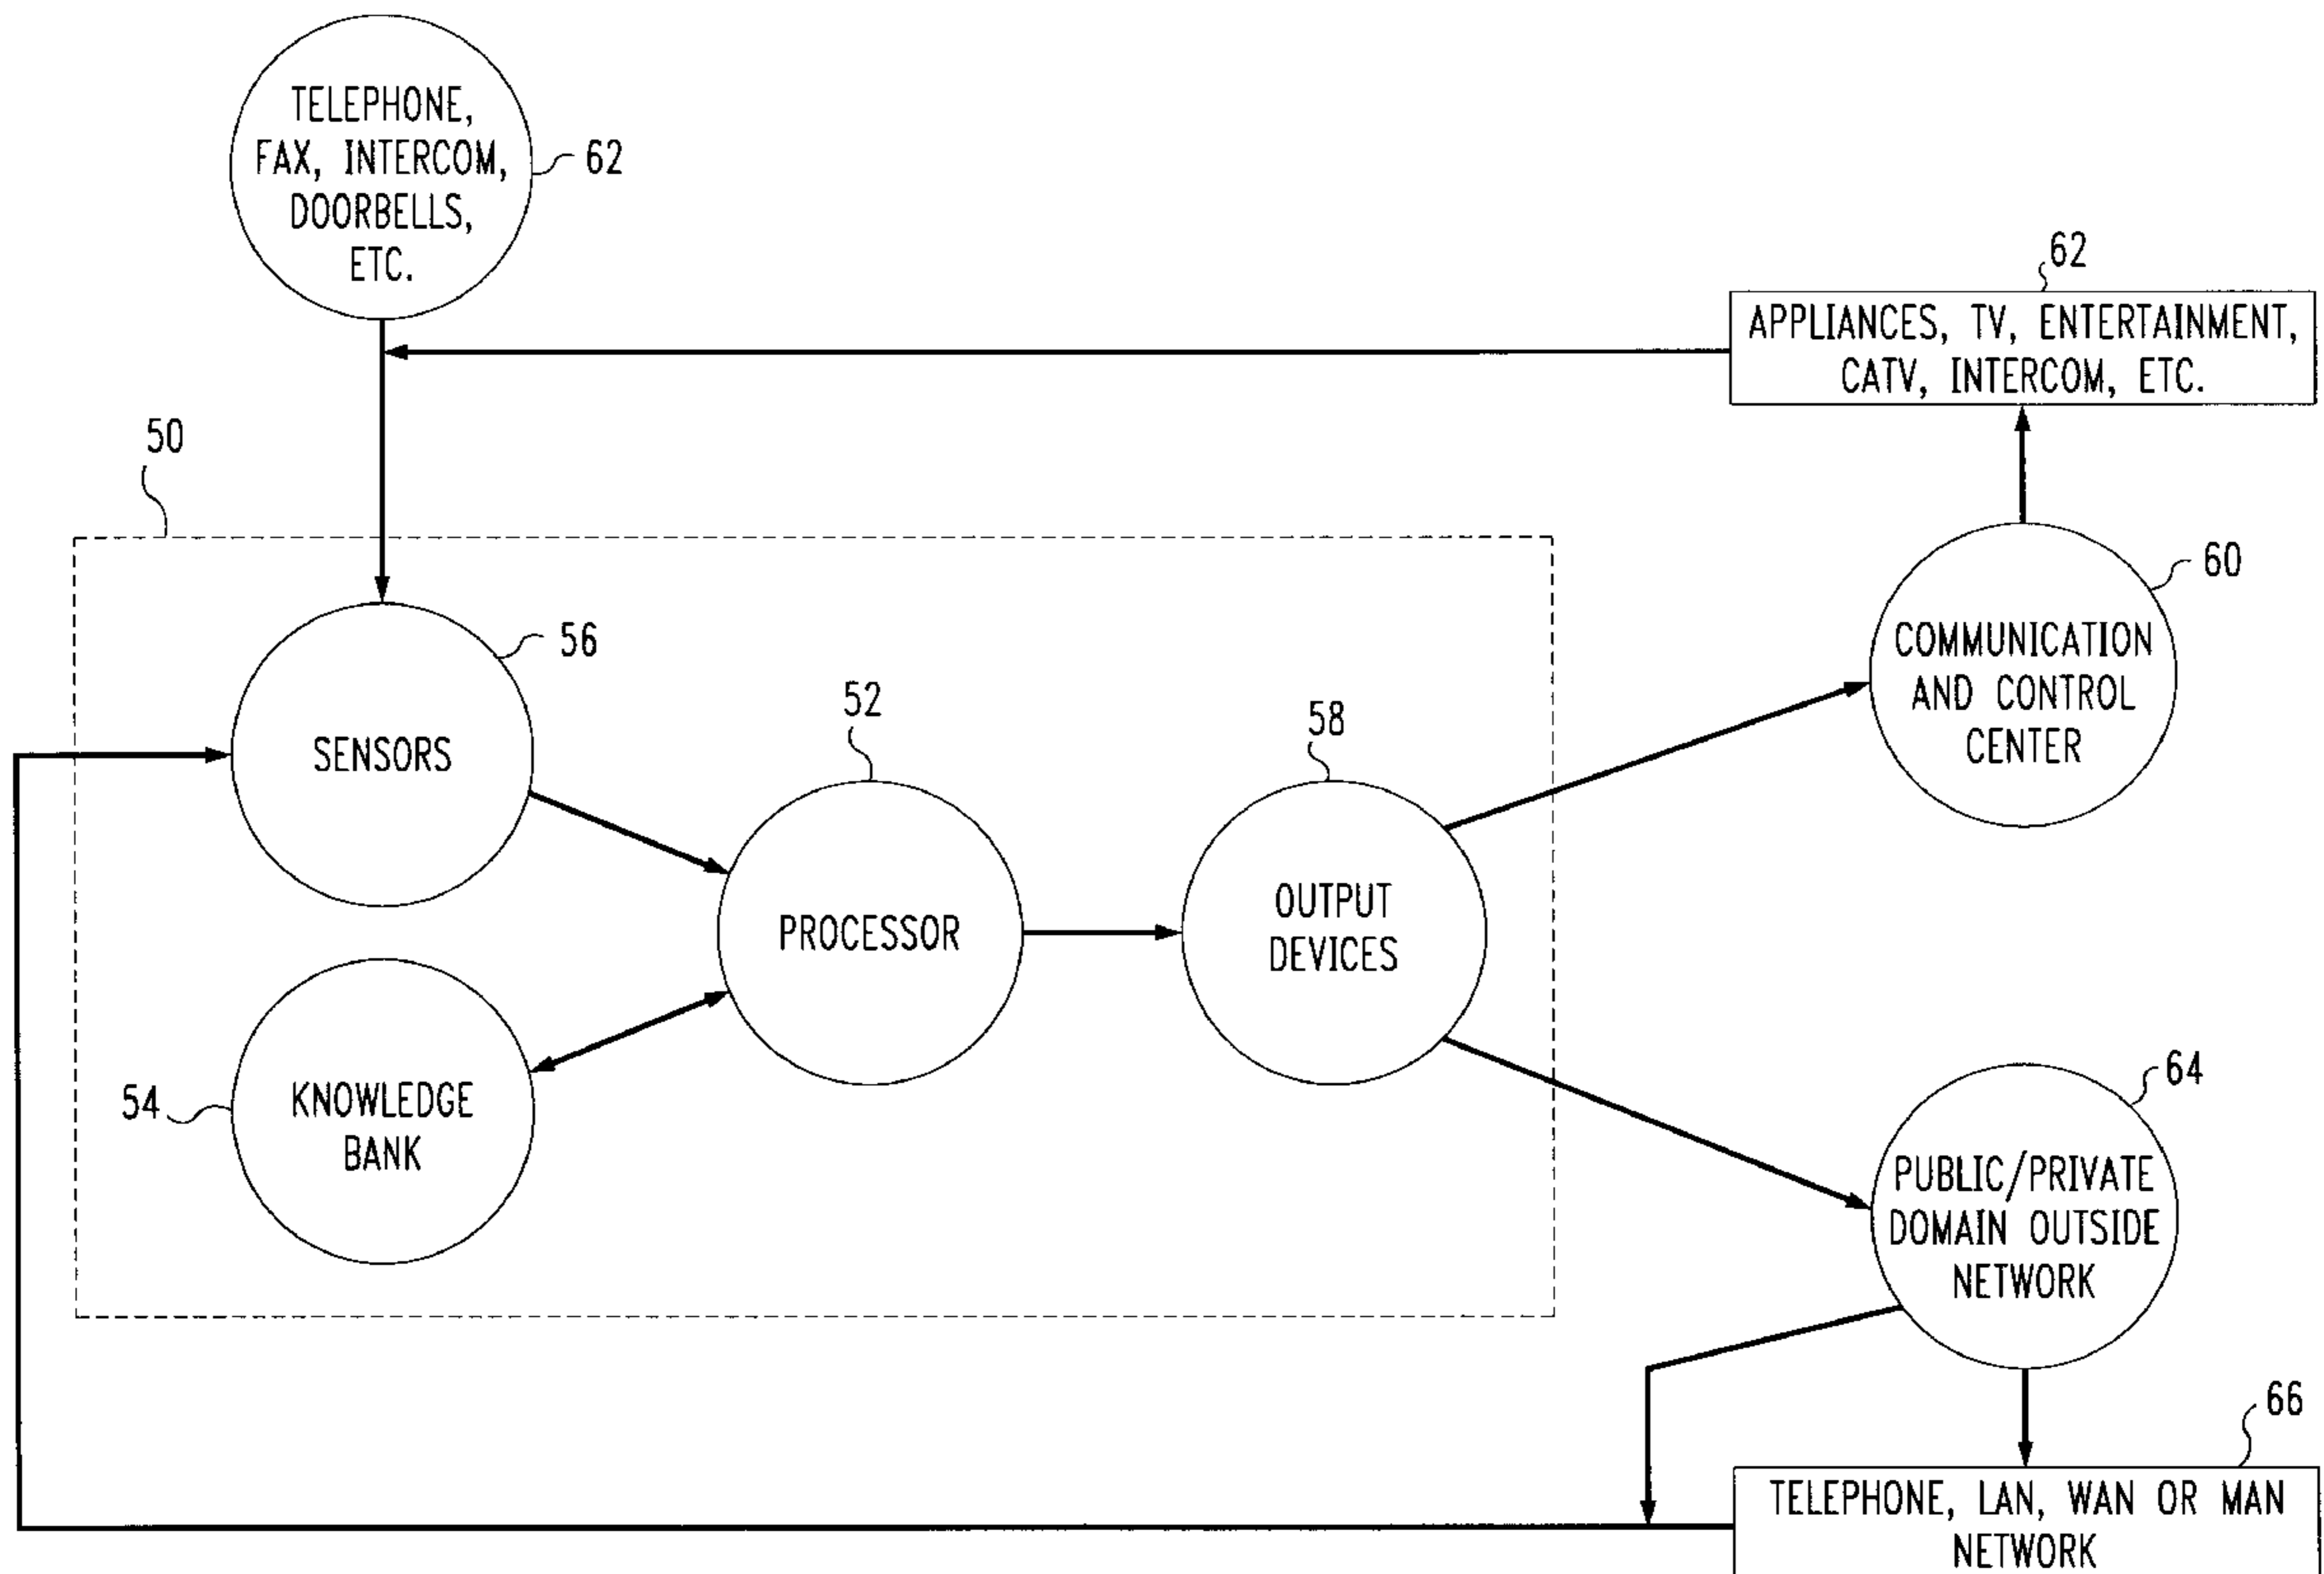 TELEPHONE,
FAX, INTERCOM,
DOORBELLS,
ETC.
62
62
APPLIANCES, TV, ENTERTAINMENT,
CATV, INTERCOM, ETC.
50
60
COMMUNICATION
AND CONTROL
CENTER
56
SENSORS
52
PROCESSOR
58
OUTPUT
DEVICES
54
KNOWLEDGE
BANK
64
PUBLIC/PRIVATE
DOMAIN OUTSIDE
NETWORK
66
TELEPHONE, LAN, WAN OR MAN
NETWORK